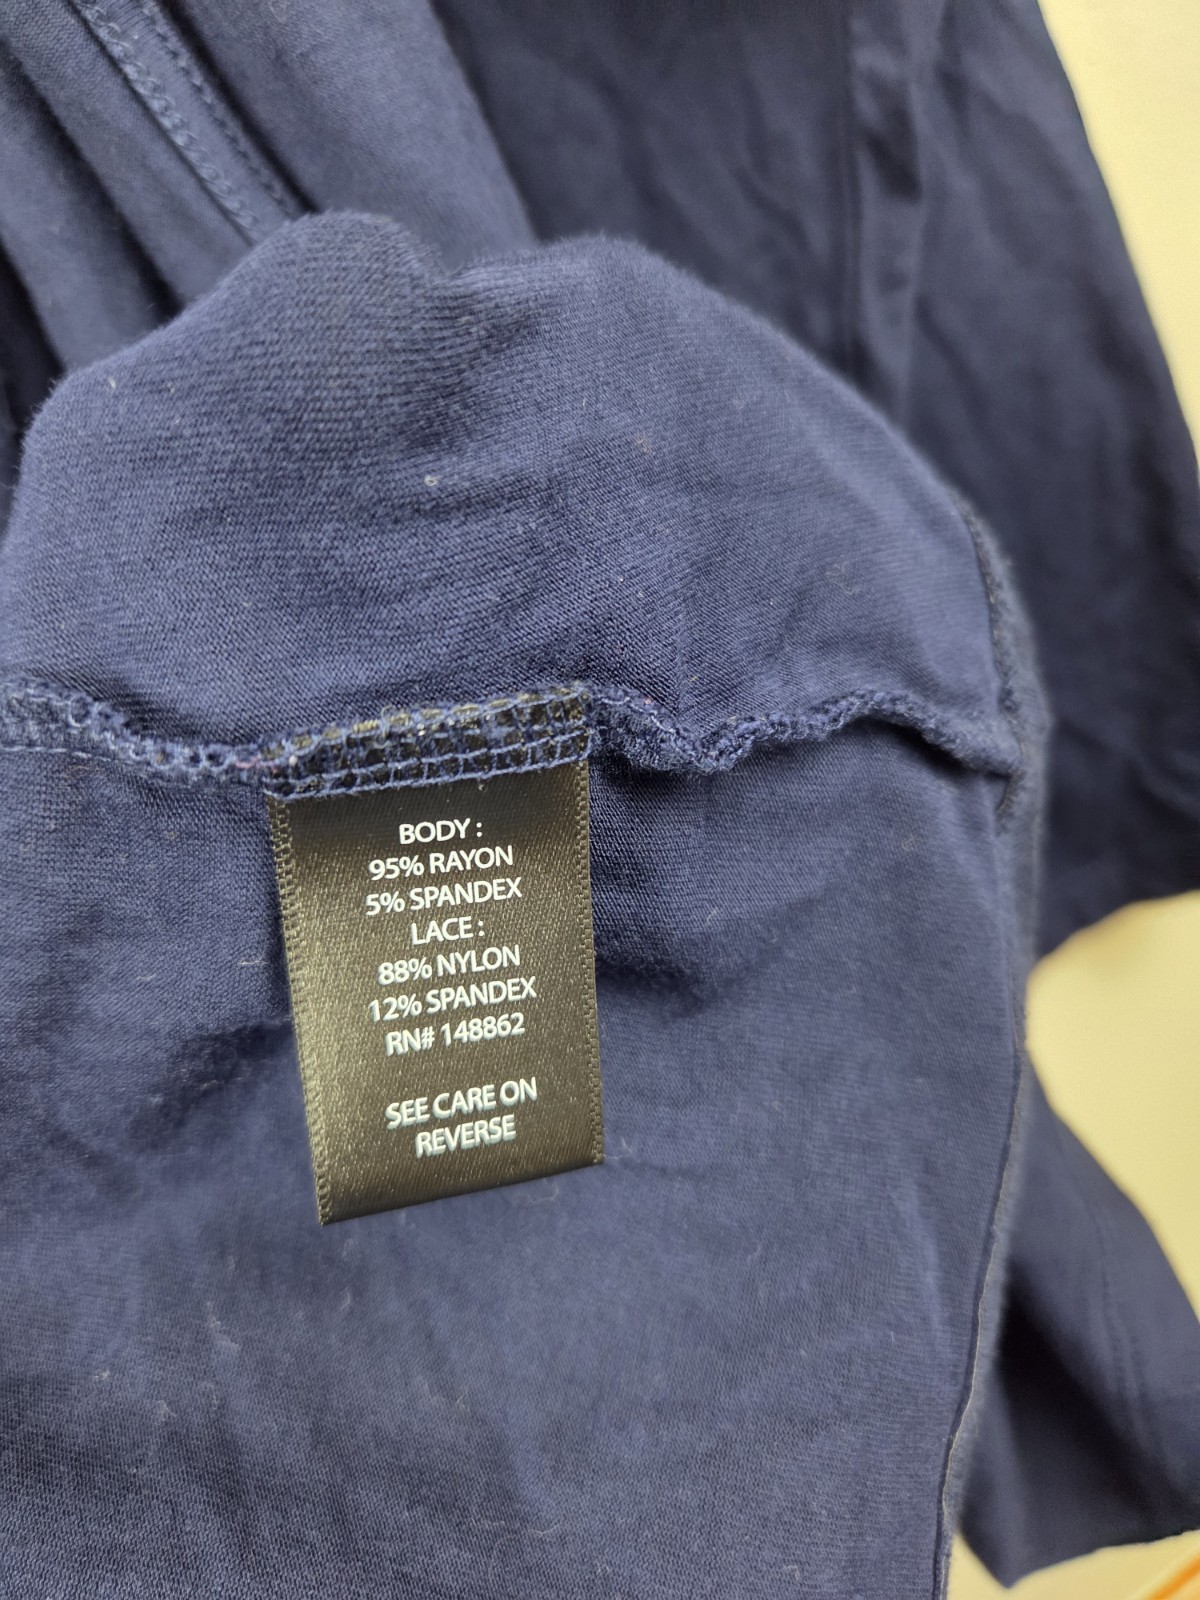 BODY :
95% RAYON
5% SPANDEX
LACE :
88% NYLON
12% SPANDEX
RN# 148862
SEE CARE ON
REVERSE